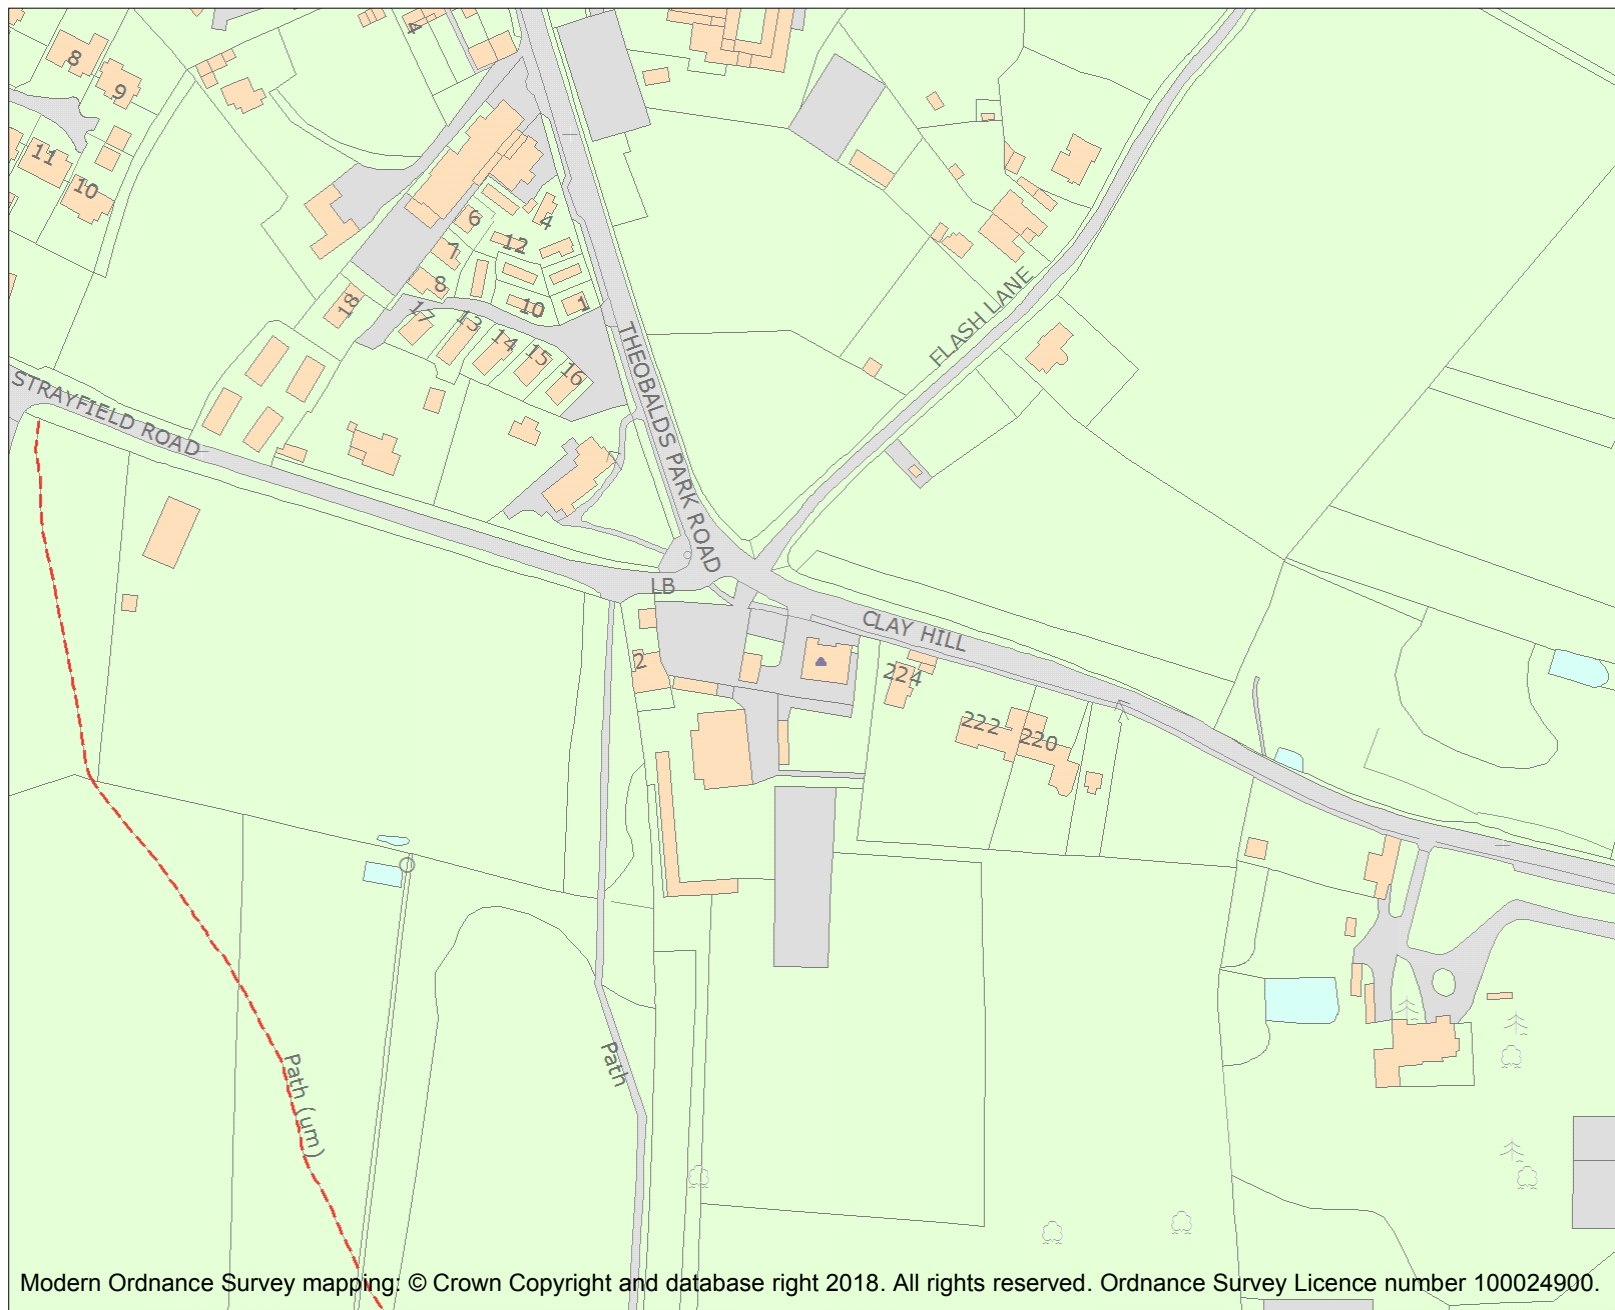 4
8
9
11
10
6
4
12
7
8
10
1
18
17
13
14
15
16
THEOBALDS PARK ROAD
FLASH LANE
STRAYFIELD ROAD
LB
CLAY HILL
2
224
222
220
Path
Path (um)
Modern Ordnance Survey mapping: © Crown Copyright and database right 2018. All rights reserved. Ordnance Survey Licence number 100024900.